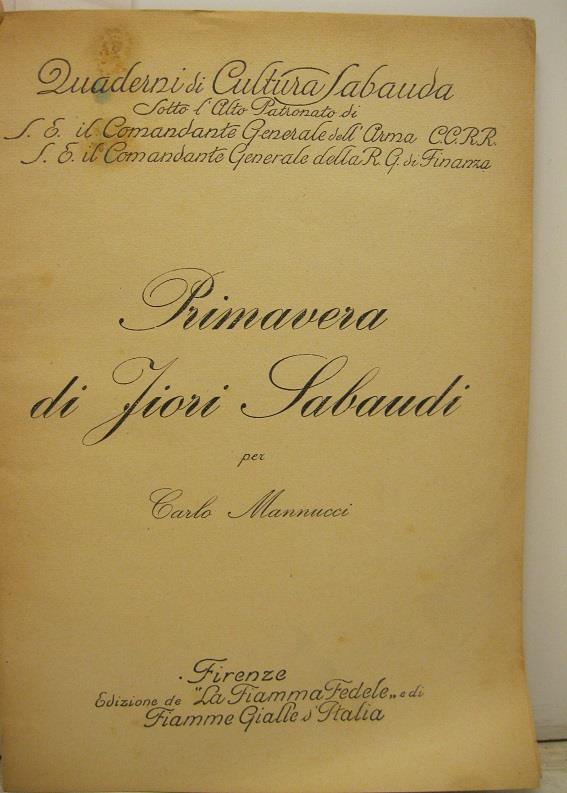 Quaderni di Cultura Sabauda
Sotto l'Alto Patronato di
S. E. il Comandante Generale dell'Arma CC.RR.
S. E. il Comandante Generale della R. G. di Finanza
Primavera
di Fiori Sabaudi
per
Carlo Mannucci
Firenze
Edizione de "La Fiamma Fedele„ e di
Fiamme Gialle d'Italia